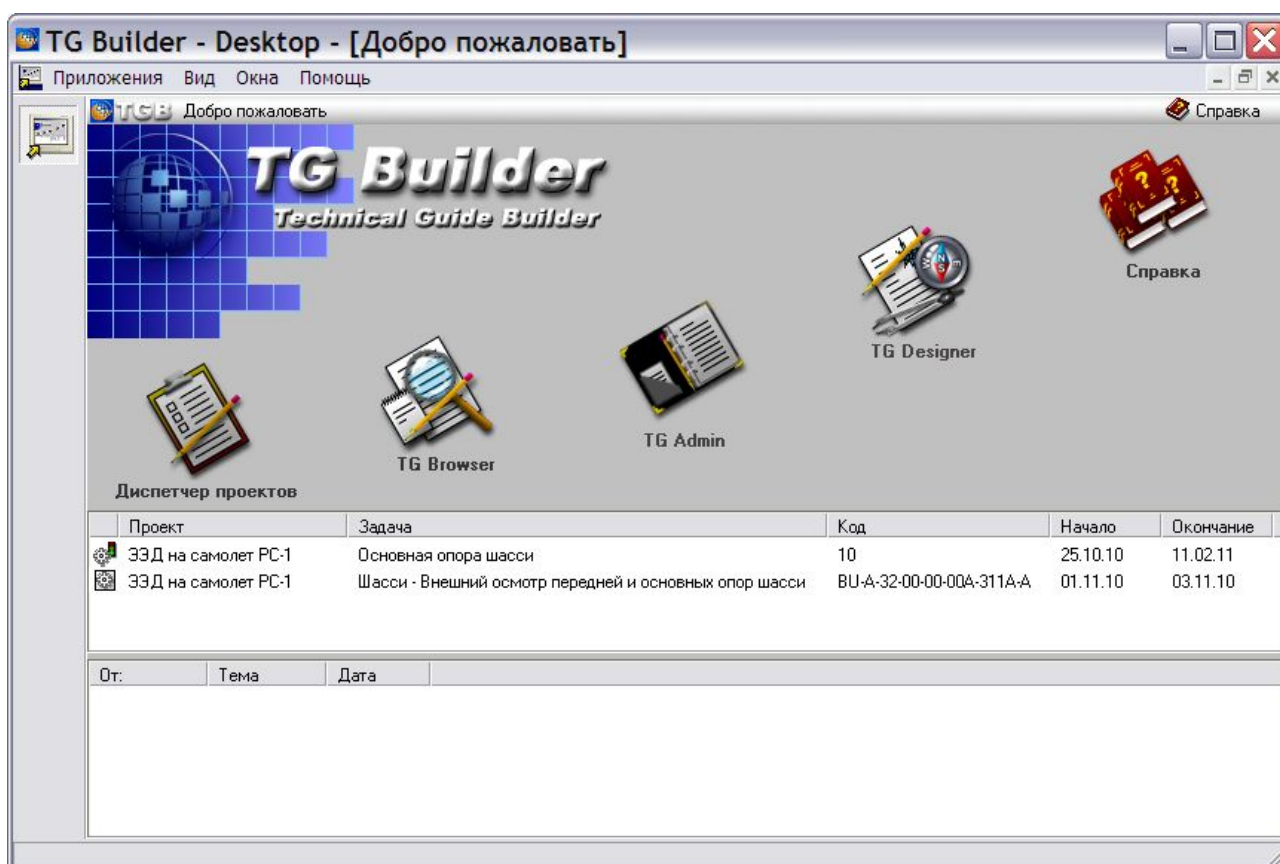 TG Builder - Desktop - [Добро пожаловать]
Приложения Вид Окна Помощь
TGB Добро пожаловать Справка
TG Builder
Technical Guide Builder
Справка
TG Designer
TG Admin
TG Browser
Диспетчер проектов
Проект Задача Код Начало Окончание
ЭЭД на самолет РС-1 Основная опора шасси 10 25.10.10 11.02.11
ЭЭД на самолет РС-1 Шасси - Внешний осмотр передней и основных опор шасси BU-A-32-00-00-00A-311A-A 01.11.10 03.11.10
От: Тема Дата